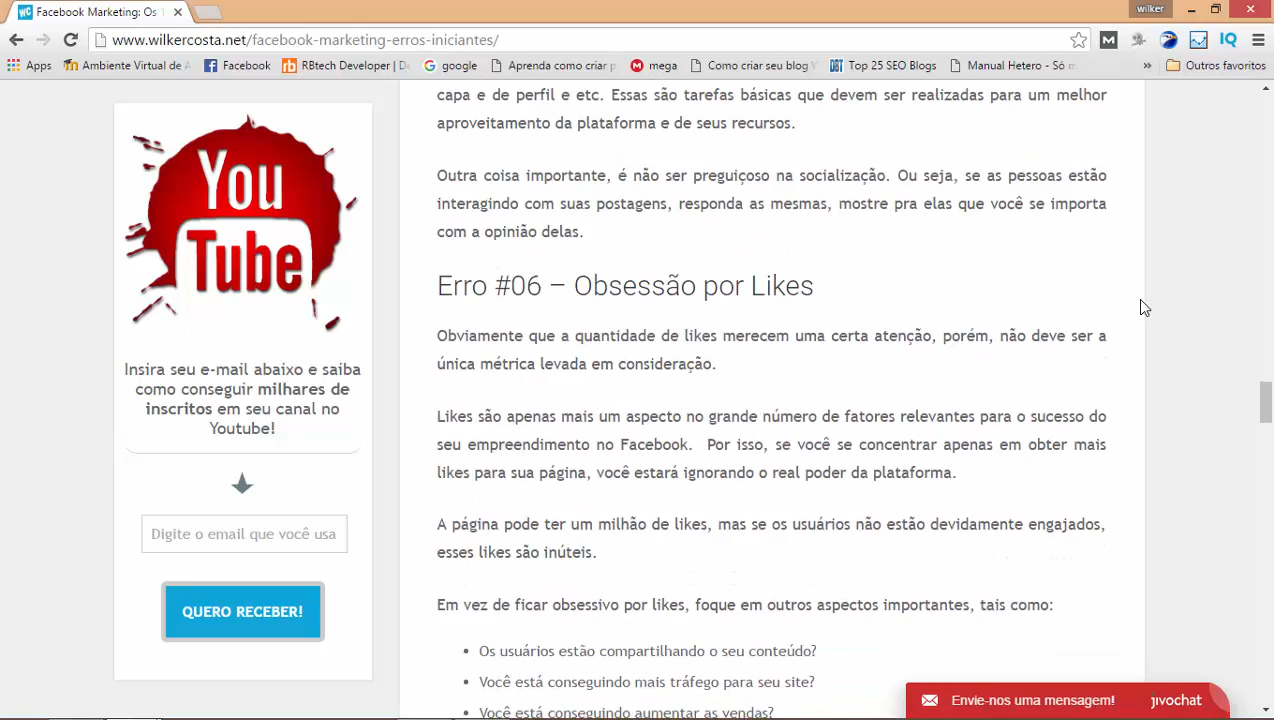 Facebook Marketing: Os
wilker
www.wilkercosta.net/facebook-marketing-erros-iniciantes/
Apps
Ambiente Virtual de A
Facebook
RBtech Developer | De
google
Aprenda como criar p
mega
Como criar seu blog V
Top 25 SEO Blogs
Manual Hetero - Só m
»
Outros favoritos
You
Tube
Insira seu e-mail abaixo e saiba
como conseguir milhares de
inscritos em seu canal no
Youtube!
Digite o email que você usa
QUERO RECEBER!
capa e de perfil e etc. Essas são tarefas básicas que devem ser realizadas para um melhor
aproveitamento da plataforma e de seus recursos.
Outra coisa importante, é não ser preguiçoso na socialização. Ou seja, se as pessoas estão
interagindo com suas postagens, responda as mesmas, mostre pra elas que você se importa
com a opinião delas.
Erro #06 – Obsessão por Likes
Obviamente que a quantidade de likes merecem uma certa atenção, porém, não deve ser a
única métrica levada em consideração.
Likes são apenas mais um aspecto no grande número de fatores relevantes para o sucesso do
seu empreendimento no Facebook. Por isso, se você se concentrar apenas em obter mais
likes para sua página, você estará ignorando o real poder da plataforma.
A página pode ter um milhão de likes, mas se os usuários não estão devidamente engajados,
esses likes são inúteis.
Em vez de ficar obsessivo por likes, foque em outros aspectos importantes, tais como:
• Os usuários estão compartilhando o seu conteúdo?
• Você está conseguindo mais tráfego para seu site?
• Você está conseguindo aumentar as vendas?
Envie-nos uma mensagem!
jivochat